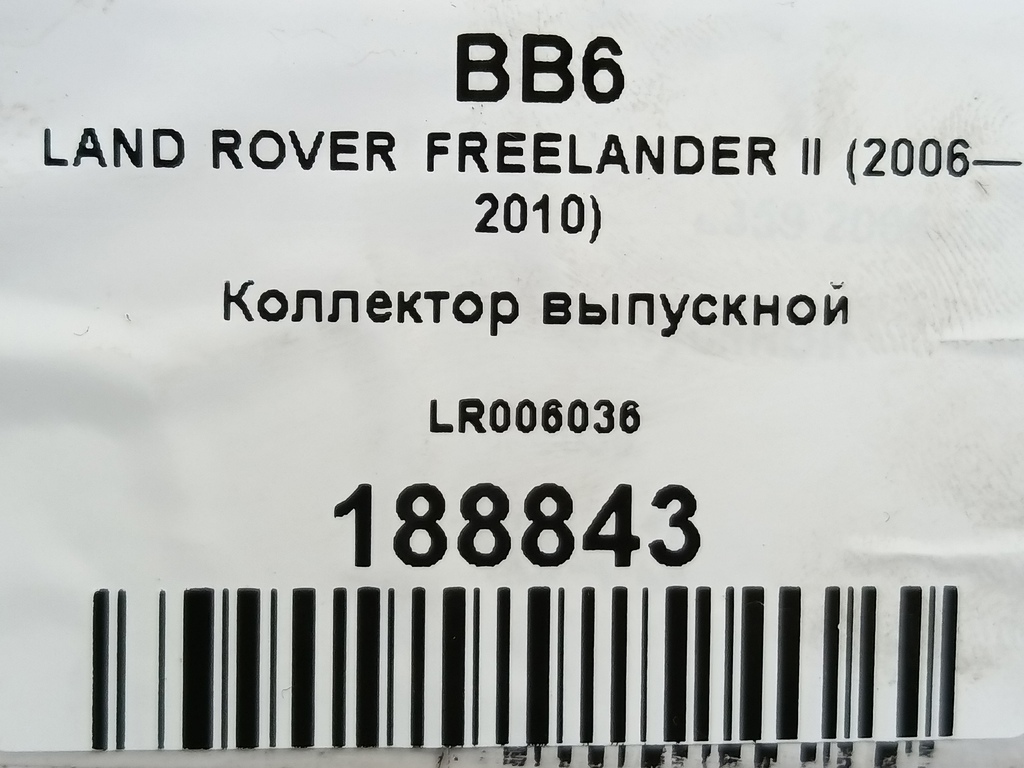 BB6
LAND ROVER FREELANDER II (2006—
2010)
Коллектор выпускной
LR006036
188843